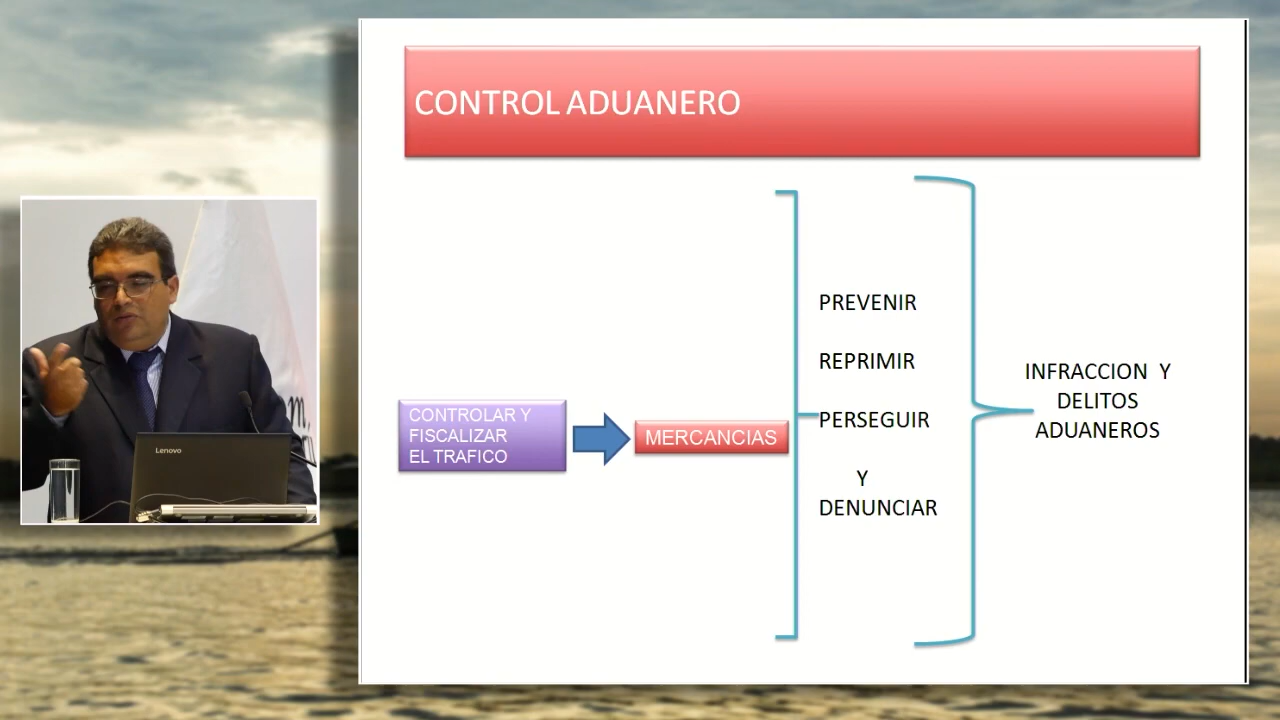 CONTROL ADUANERO
CONTROLAR Y
FISCALIZAR
EL TRAFICO
MERCANCIAS
PREVENIR
REPRIMIR
PERSEGUIR
Y
DENUNCIAR
INFRACCION Y
DELITOS
ADUANEROS
Lenovo